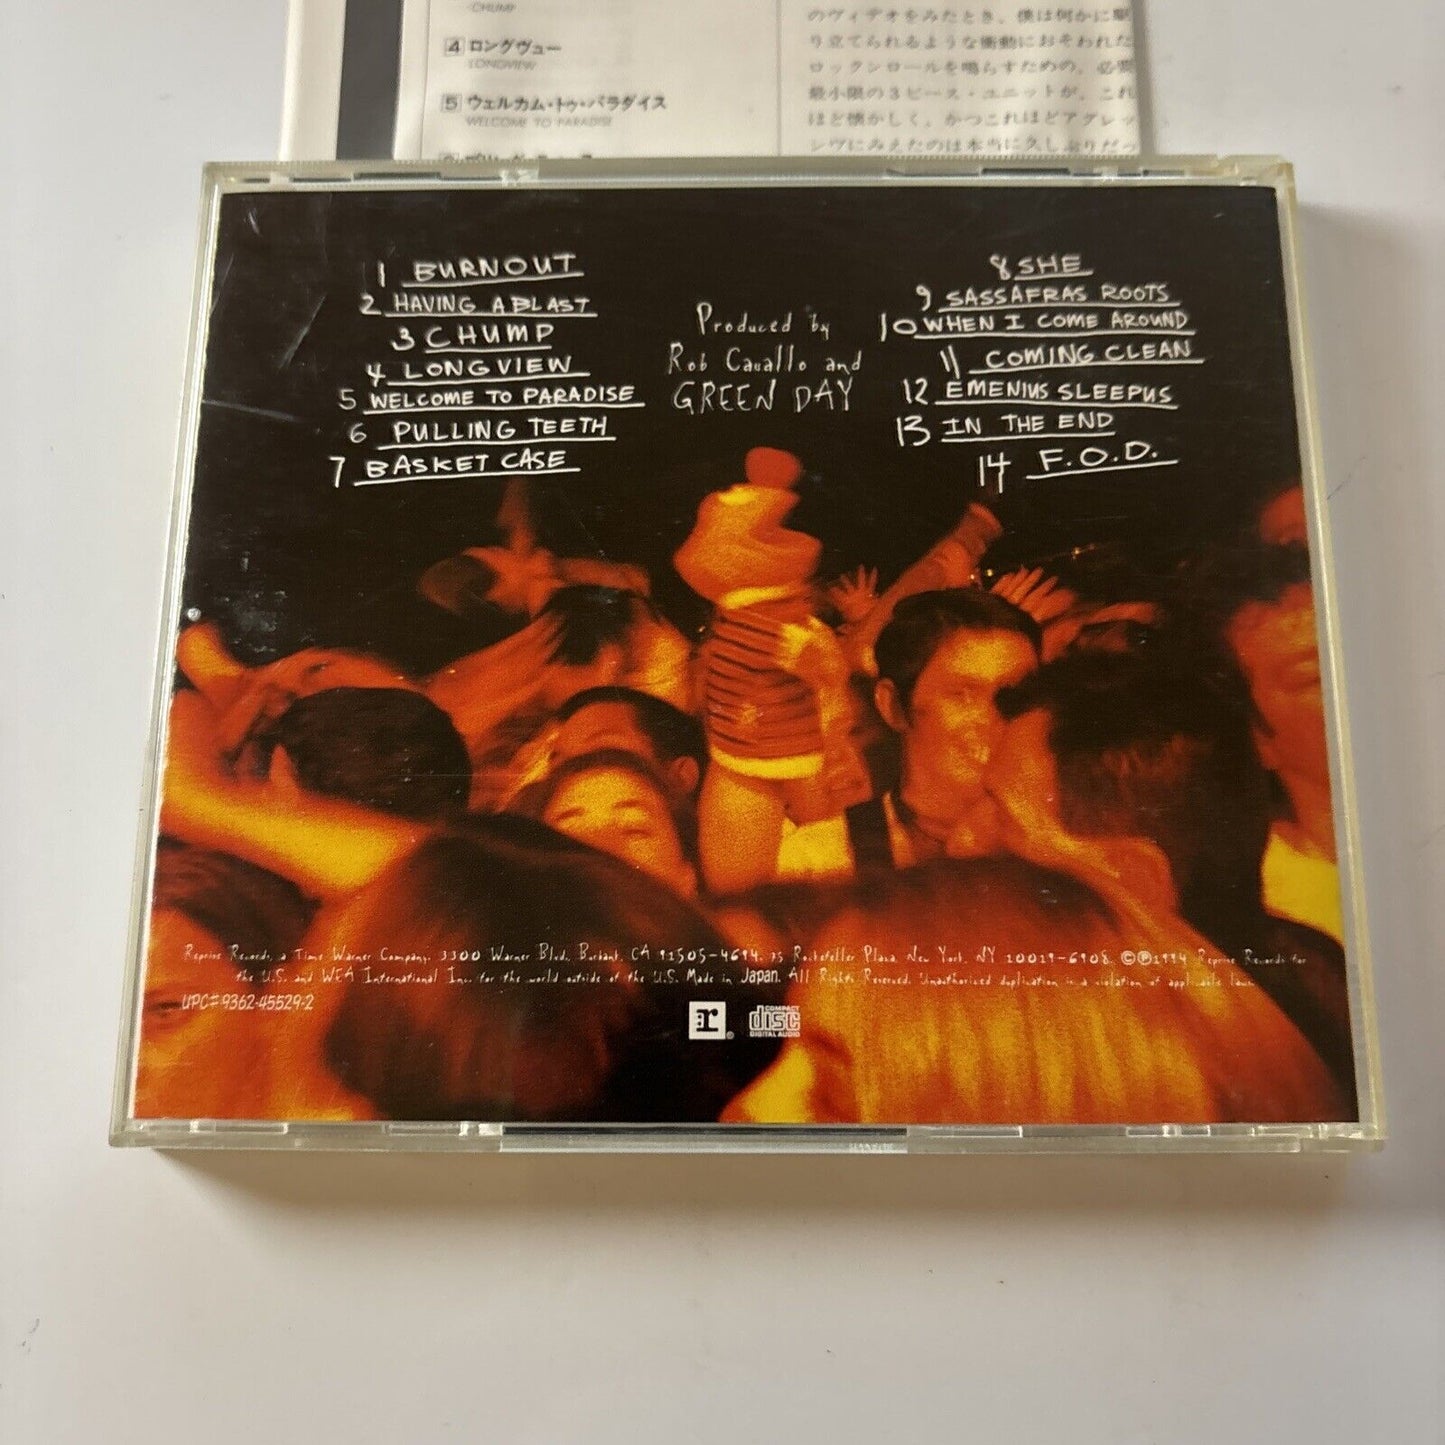 CHUMP
4 ロングヴュー
LONGVIEW
5 ウェルカム・トゥ・パラダイス
WELCOME TO PARADISE
のヴィデオをみたとき、僕は何かに駆
り立てられるような衝動におそわれた
ロックンロールを鳴らすための、必要
最小限の3ピース・ユニットが、これ
ほど懐かしく、かつこれほどアグレッ
シヴにみえたのは本当に久しぶりだっ
1 BURNOUT
2 HAVING A BLAST
3 CHUMP
4 LONGVIEW
5 WELCOME TO PARADISE
6 PULLING TEETH
7 BASKET CASE
Produced by
Rob Cavallo and
GREEN DAY
8 SHE
9 SASSAFRAS ROOTS
10 WHEN I COME AROUND
11 COMING CLEAN
12 EMENIUS SLEEPUS
13 IN THE END
14 F.O.D.
Reprise Records, a Time Warner Company. 3300 Warner Blvd, Burbank, CA 91505-4694. 75 Rockefeller Plaza, New York, NY 10019-6908. ©℗1994 Reprise Records for
the U.S. and WEA International Inc. for the world outside of the U.S. Made in Japan. All Rights Reserved. Unauthorized duplication is a violation of applicable laws.
UPC# 9362-45529-2
r ®
COMPACT
disc
DIGITAL AUDIO